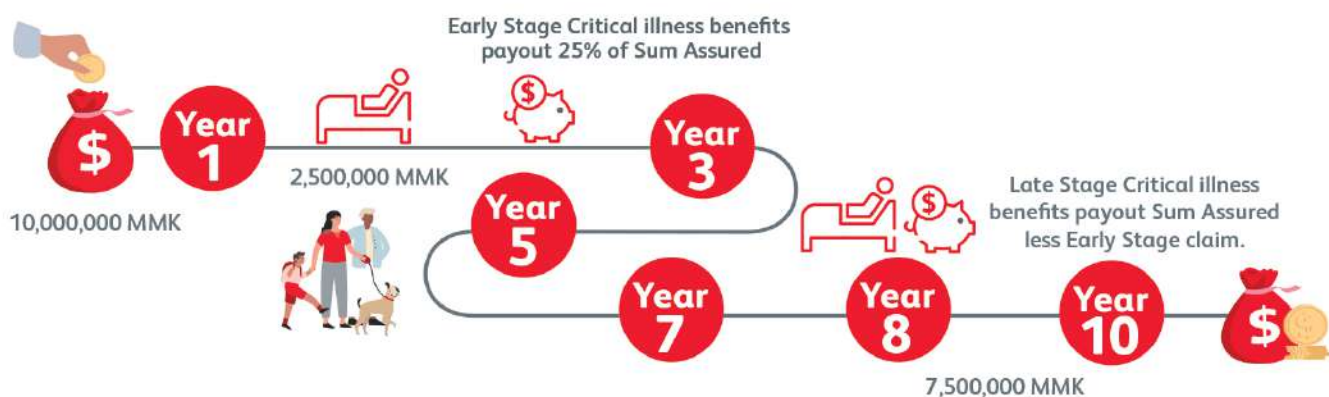 Early Stage Critical illness benefits
payout 25% of Sum Assured
$
Year
1
$
Year
3
2,500,000 MMK
10,000,000 MMK
Year
5
$
Late Stage Critical illness
benefits payout Sum Assured
less Early Stage claim.
Year
7
Year
8
Year
10
$
$
7,500,000 MMK